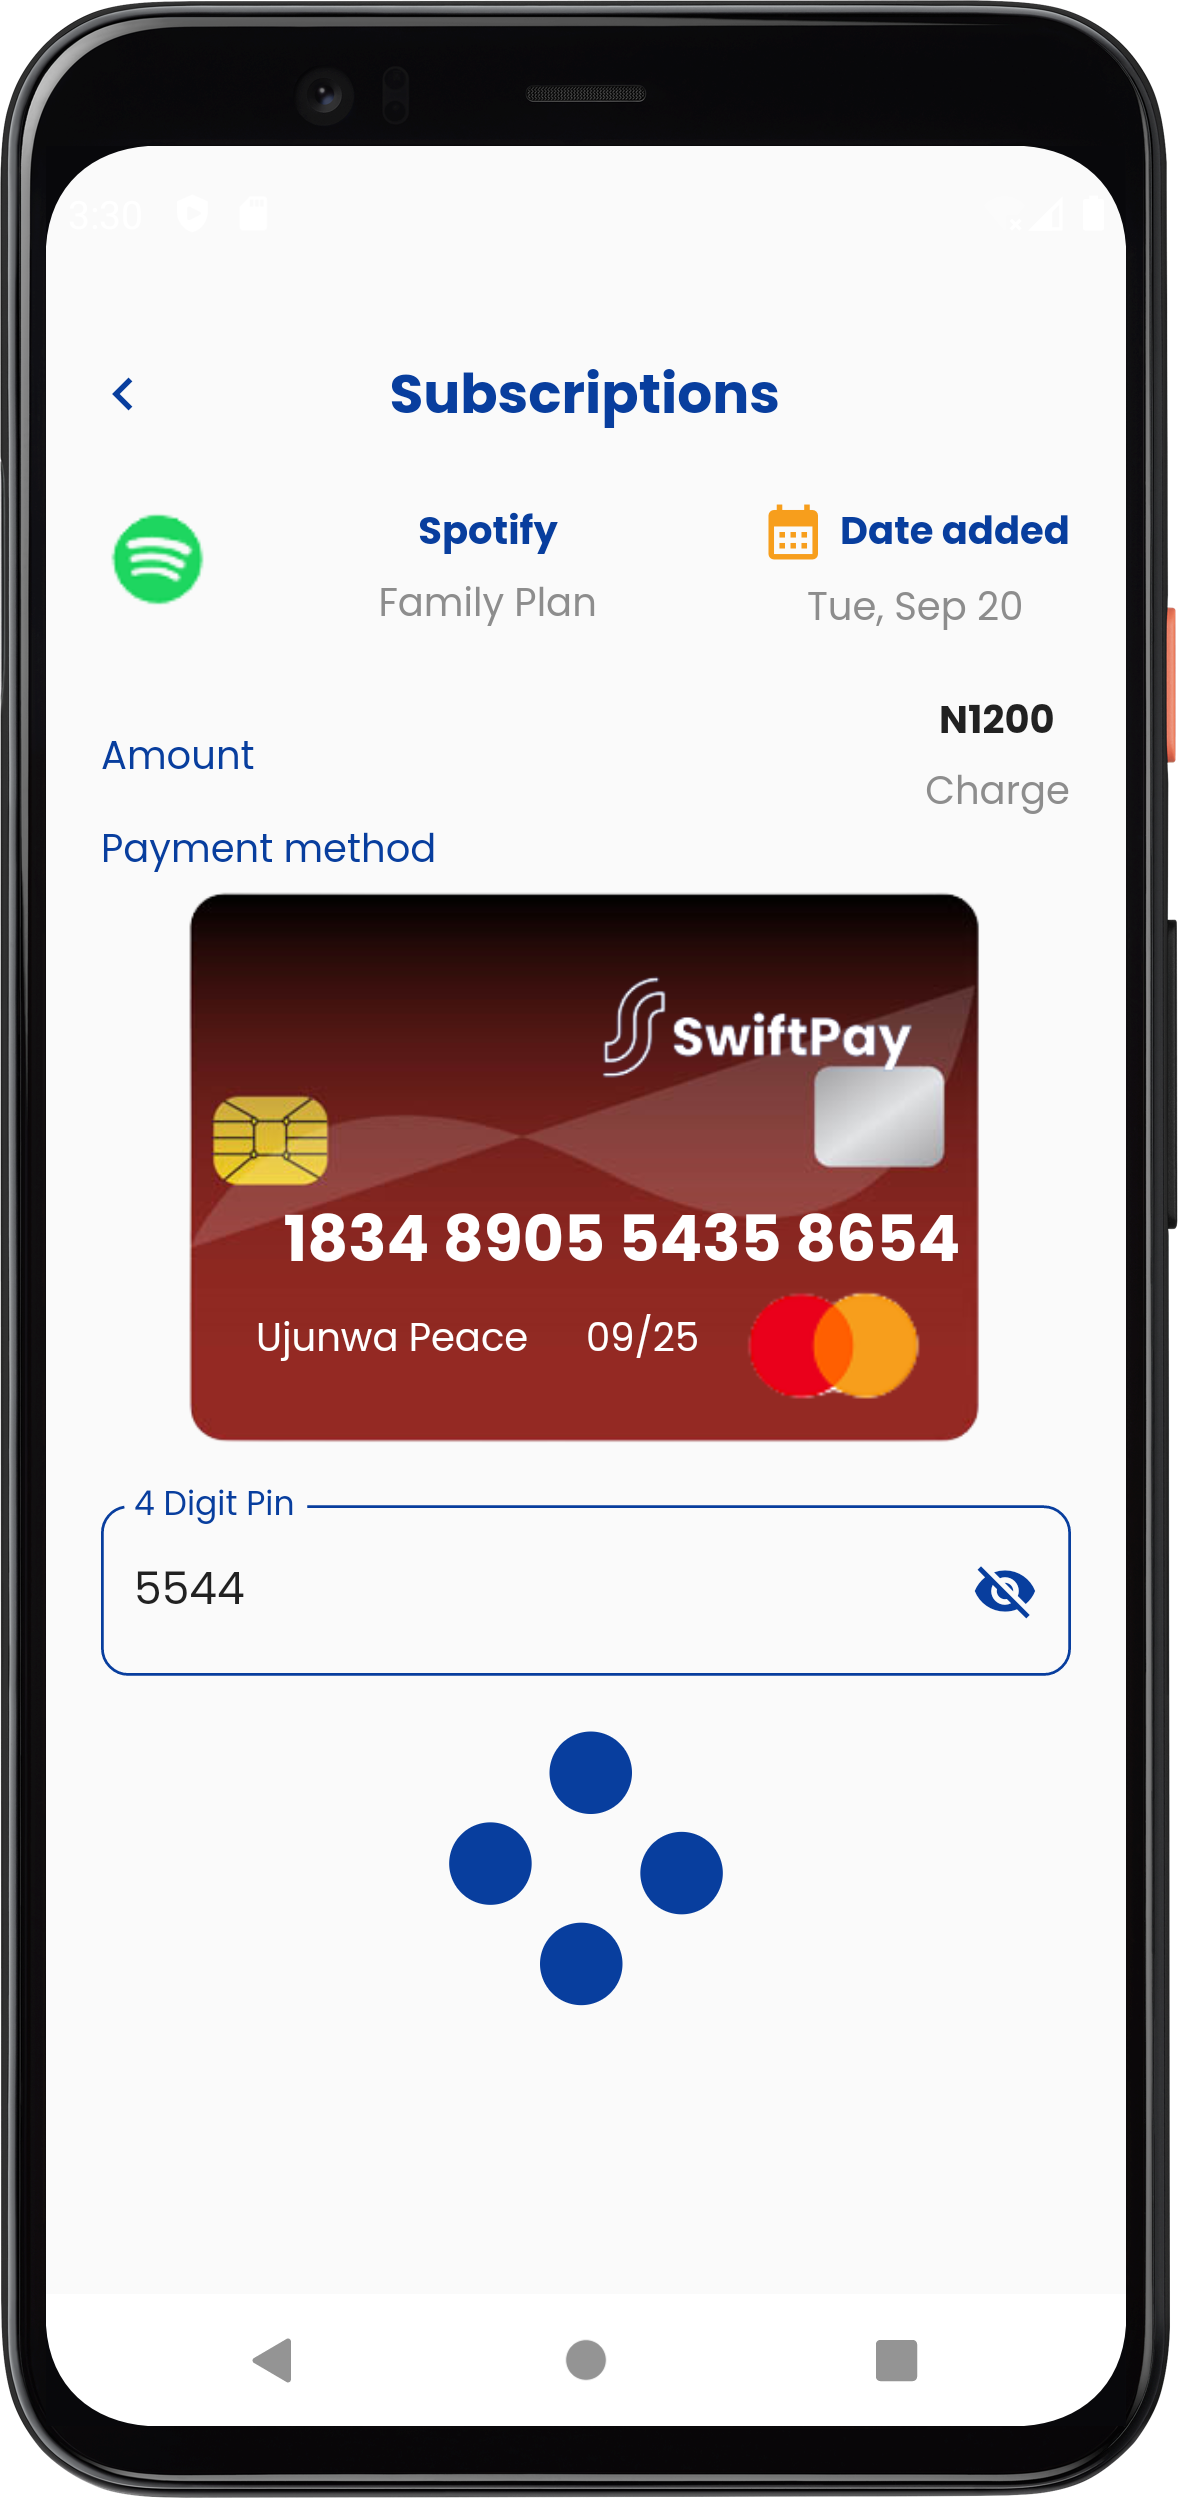 3:30
Subscriptions
Spotify
Date added
Family Plan
Tue, Sep 20
N1200
Amount
Charge
Payment method
SwiftPay
1834 8905 5435 8654
Ujunwa Peace 09/25
4 Digit Pin
5544